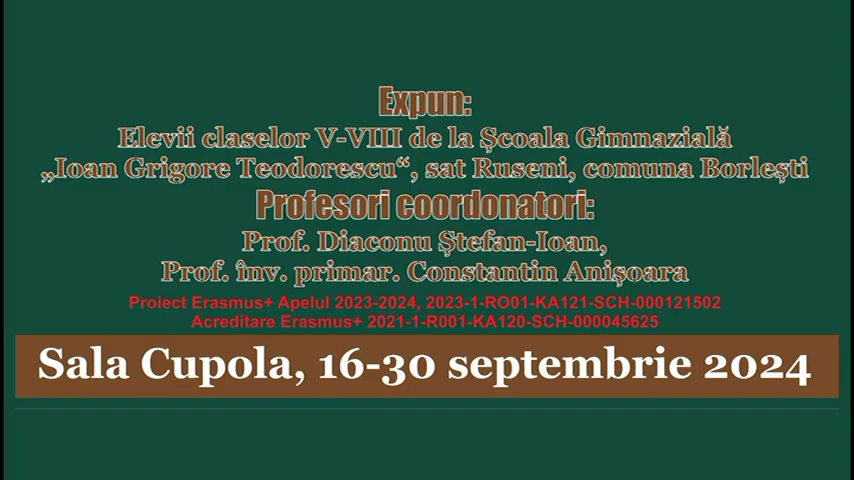 Expun:
Elevii claselor V-VIII de la Școala Gimnazială
„Ioan Grigore Teodorescu“, sat Ruseni, comuna Borlești
Profesori coordonatori:
Prof. Diaconu Ștefan-Ioan,
Prof. înv. primar. Constantin Anișoara
Proiect Erasmus+ Apelul 2023-2024, 2023-1-RO01-KA121-SCH-000121502
Acreditare Erasmus+ 2021-1-R001-KA120-SCH-000045625
Sala Cupola, 16-30 septembrie 2024